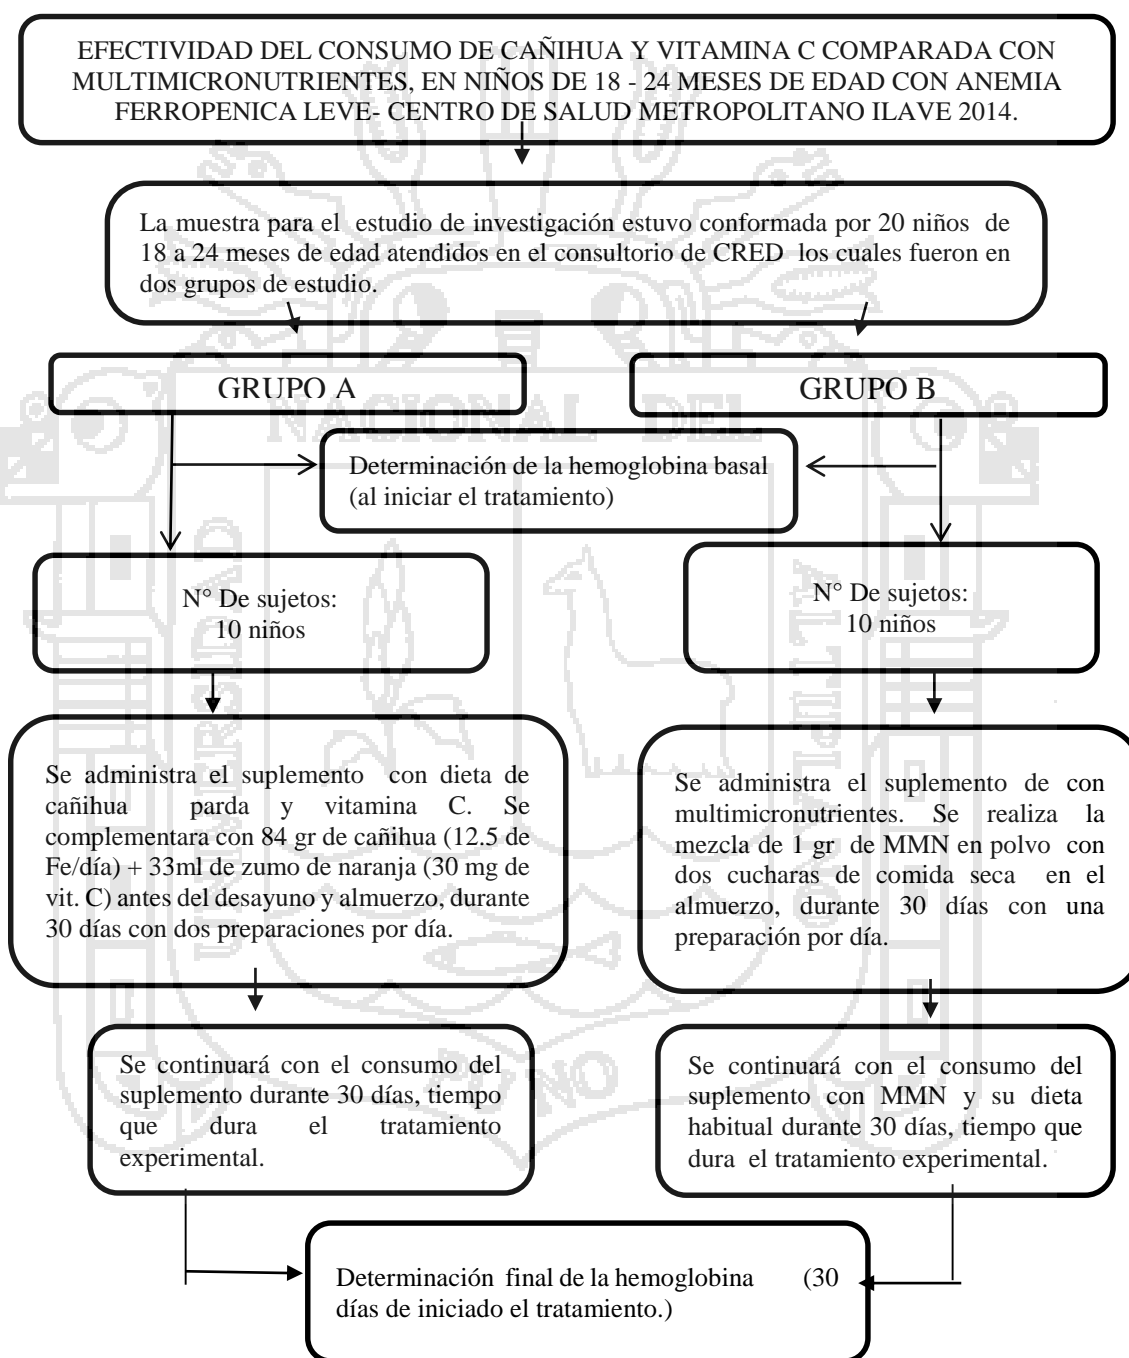 EFECTIVIDAD DEL CONSUMO DE CAÑIHUA Y VITAMINA C COMPARADA CON
MULTIMICRONUTRIENTES, EN NIÑOS DE 18 - 24 MESES DE EDAD CON ANEMIA
FERROPENICA LEVE- CENTRO DE SALUD METROPOLITANO ILAVE 2014.
La muestra para el estudio de investigación estuvo conformada por 20 niños de
18 a 24 meses de edad atendidos en el consultorio de CRED los cuales fueron en
dos grupos de estudio.
GRUPO A
GRUPO B
NACIONAL DEL
Determinación de la hemoglobina basal
(al iniciar el tratamiento)
UNIVERSIDAD
ALTIPLANO
N° De sujetos:
10 niños
N° De sujetos:
10 niños
Se administra el suplemento con dieta de
cañihua parda y vitamina C. Se
complementara con 84 gr de cañihua (12.5 de
Fe/día) + 33ml de zumo de naranja (30 mg de
vit. C) antes del desayuno y almuerzo, durante
30 días con dos preparaciones por día.
Se administra el suplemento de con
multimicronutrientes. Se realiza la
mezcla de 1 gr de MMN en polvo con
dos cucharas de comida seca en el
almuerzo, durante 30 días con una
preparación por día.
Se continuará con el consumo del
suplemento durante 30 días, tiempo
que dura el tratamiento
experimental.
Se continuará con el consumo del
suplemento con MMN y su dieta
habitual durante 30 días, tiempo que
dura el tratamiento experimental.
PUNO
Determinación final de la hemoglobina (30
días de iniciado el tratamiento.)